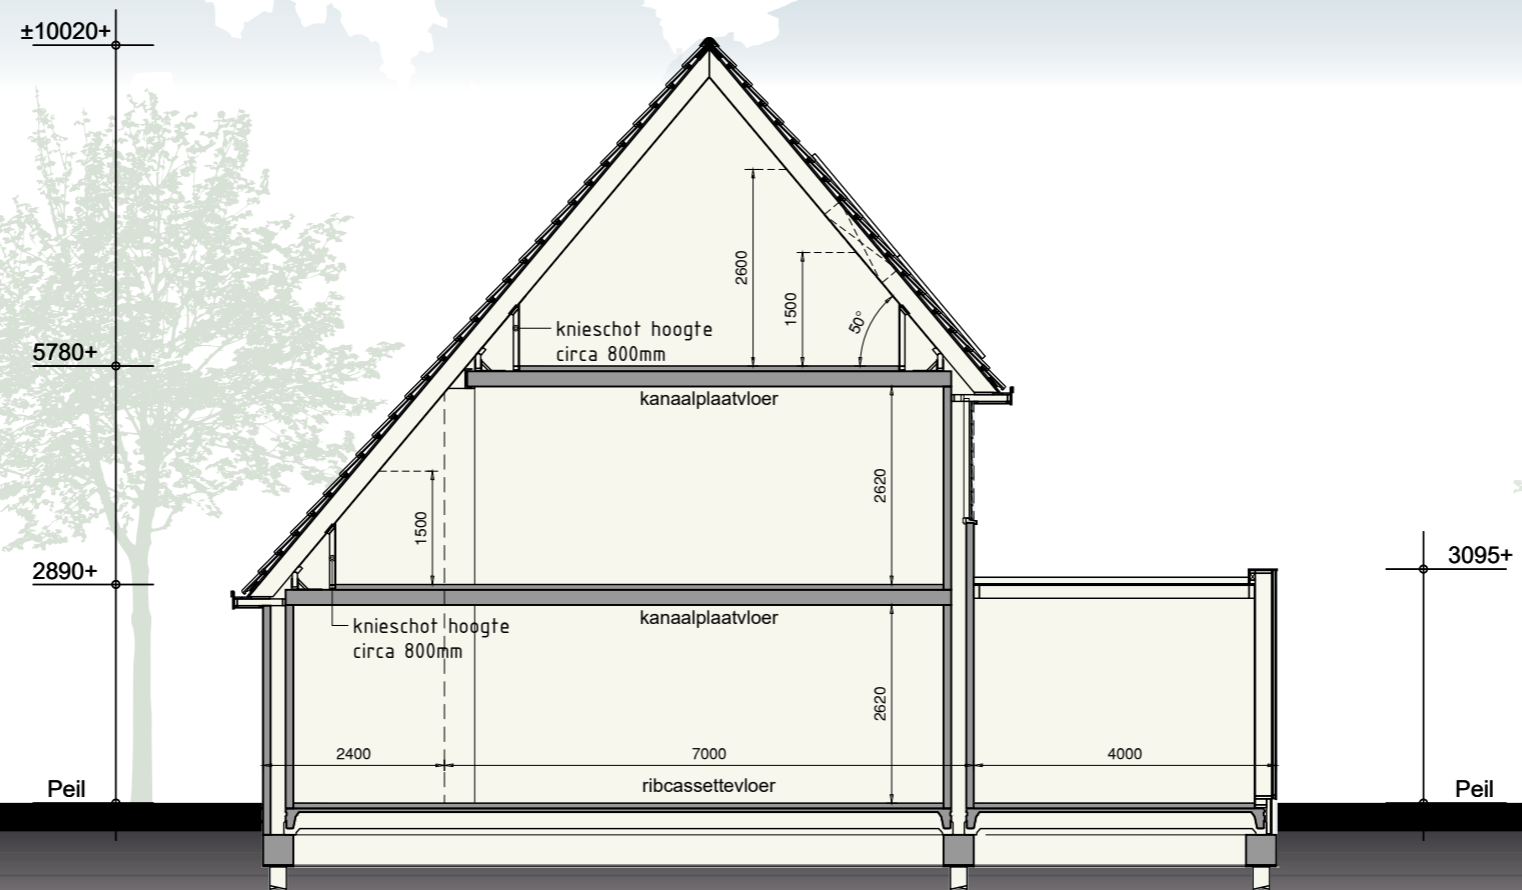 ±10020+
2600
1500
50°
knieschot hoogte
circa 800mm
5780+
kanaalplaatvloer
2620
1500
3095+
2890+
kanaalplaatvloer
knieschot hoogte
circa 800mm
2620
2400
7000
4000
Peil
ribcassettevloer
Peil